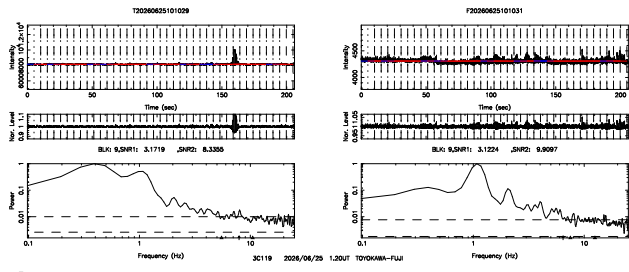 T20260625101029
F20260625101031
Intensity
6000 8000 10^4 1.2×10^4
0 50 100 150 200
Time (sec)
Intensity
4000 4500
0 50 100 150 200
Time (sec)
Nor. Level
0.9 1 1.1
Nor. Level
0.95 1 1.05
BLK: 9,SNR1: 3.1719 ,SNR2: 8.3355
BLK: 9,SNR1: 3.1224 ,SNR2: 9.9097
Power
0.01 0.1 1
0.1 1 10
Frequency (Hz)
Power
0.01 0.1 1
0.1 1 10
Frequency (Hz)
3C119 2026/06/25 1.20UT TOYOKAWA-FUJI